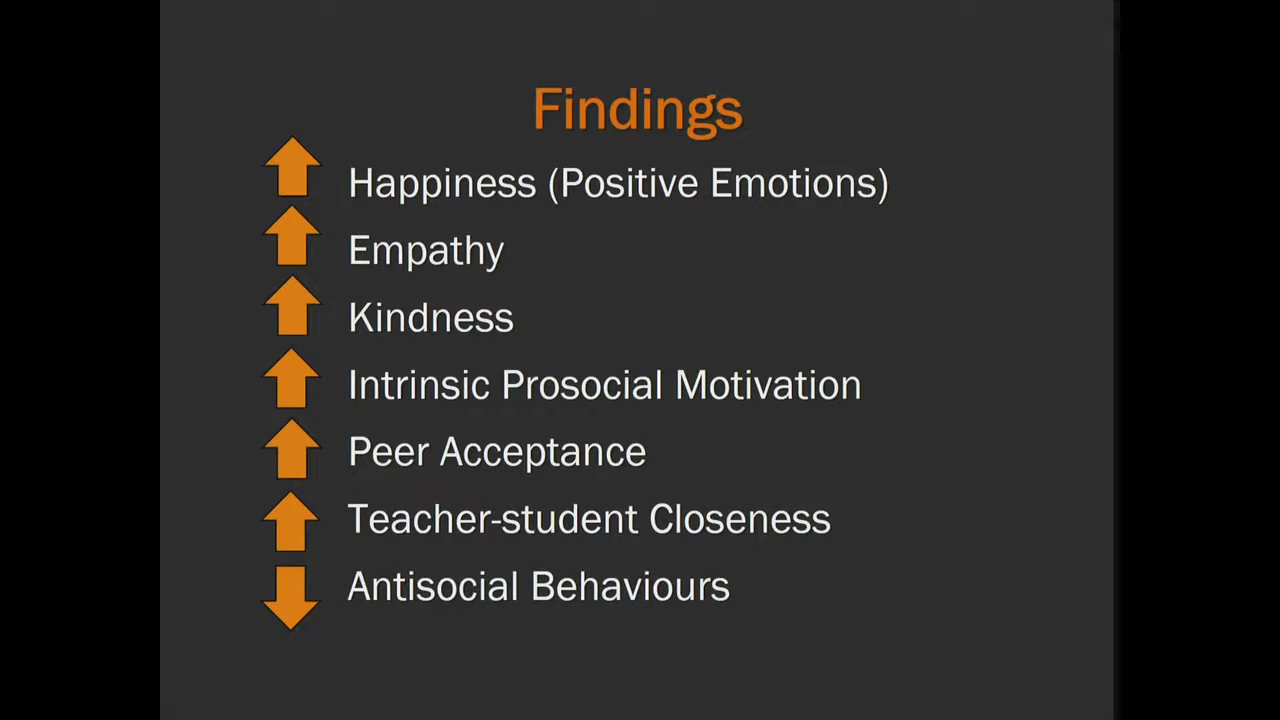 Findings
Happiness (Positive Emotions)
Empathy
Kindness
Intrinsic Prosocial Motivation
Peer Acceptance
Teacher-student Closeness
Antisocial Behaviours